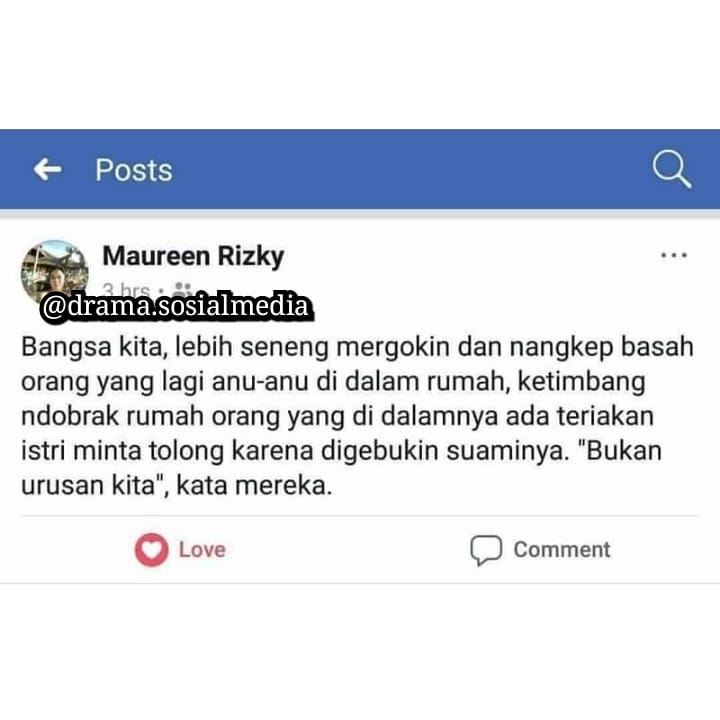 Posts
Maureen Rizky
3 hrs
@drama.sosialmedia
Bangsa kita, lebih seneng mergokin dan nangkep basah
orang yang lagi anu-anu di dalam rumah, ketimbang
ndobrak rumah orang yang di dalamnya ada teriakan
istri minta tolong karena digebukin suaminya. "Bukan
urusan kita", kata mereka.
Love Comment